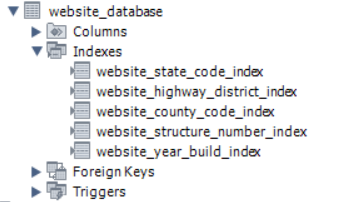 website_database
Columns
Indexes
website_state_code_index
website_highway_district_index
website_county_code_index
website_structure_number_index
website_year_build_index
Foreign Keys
Triggers